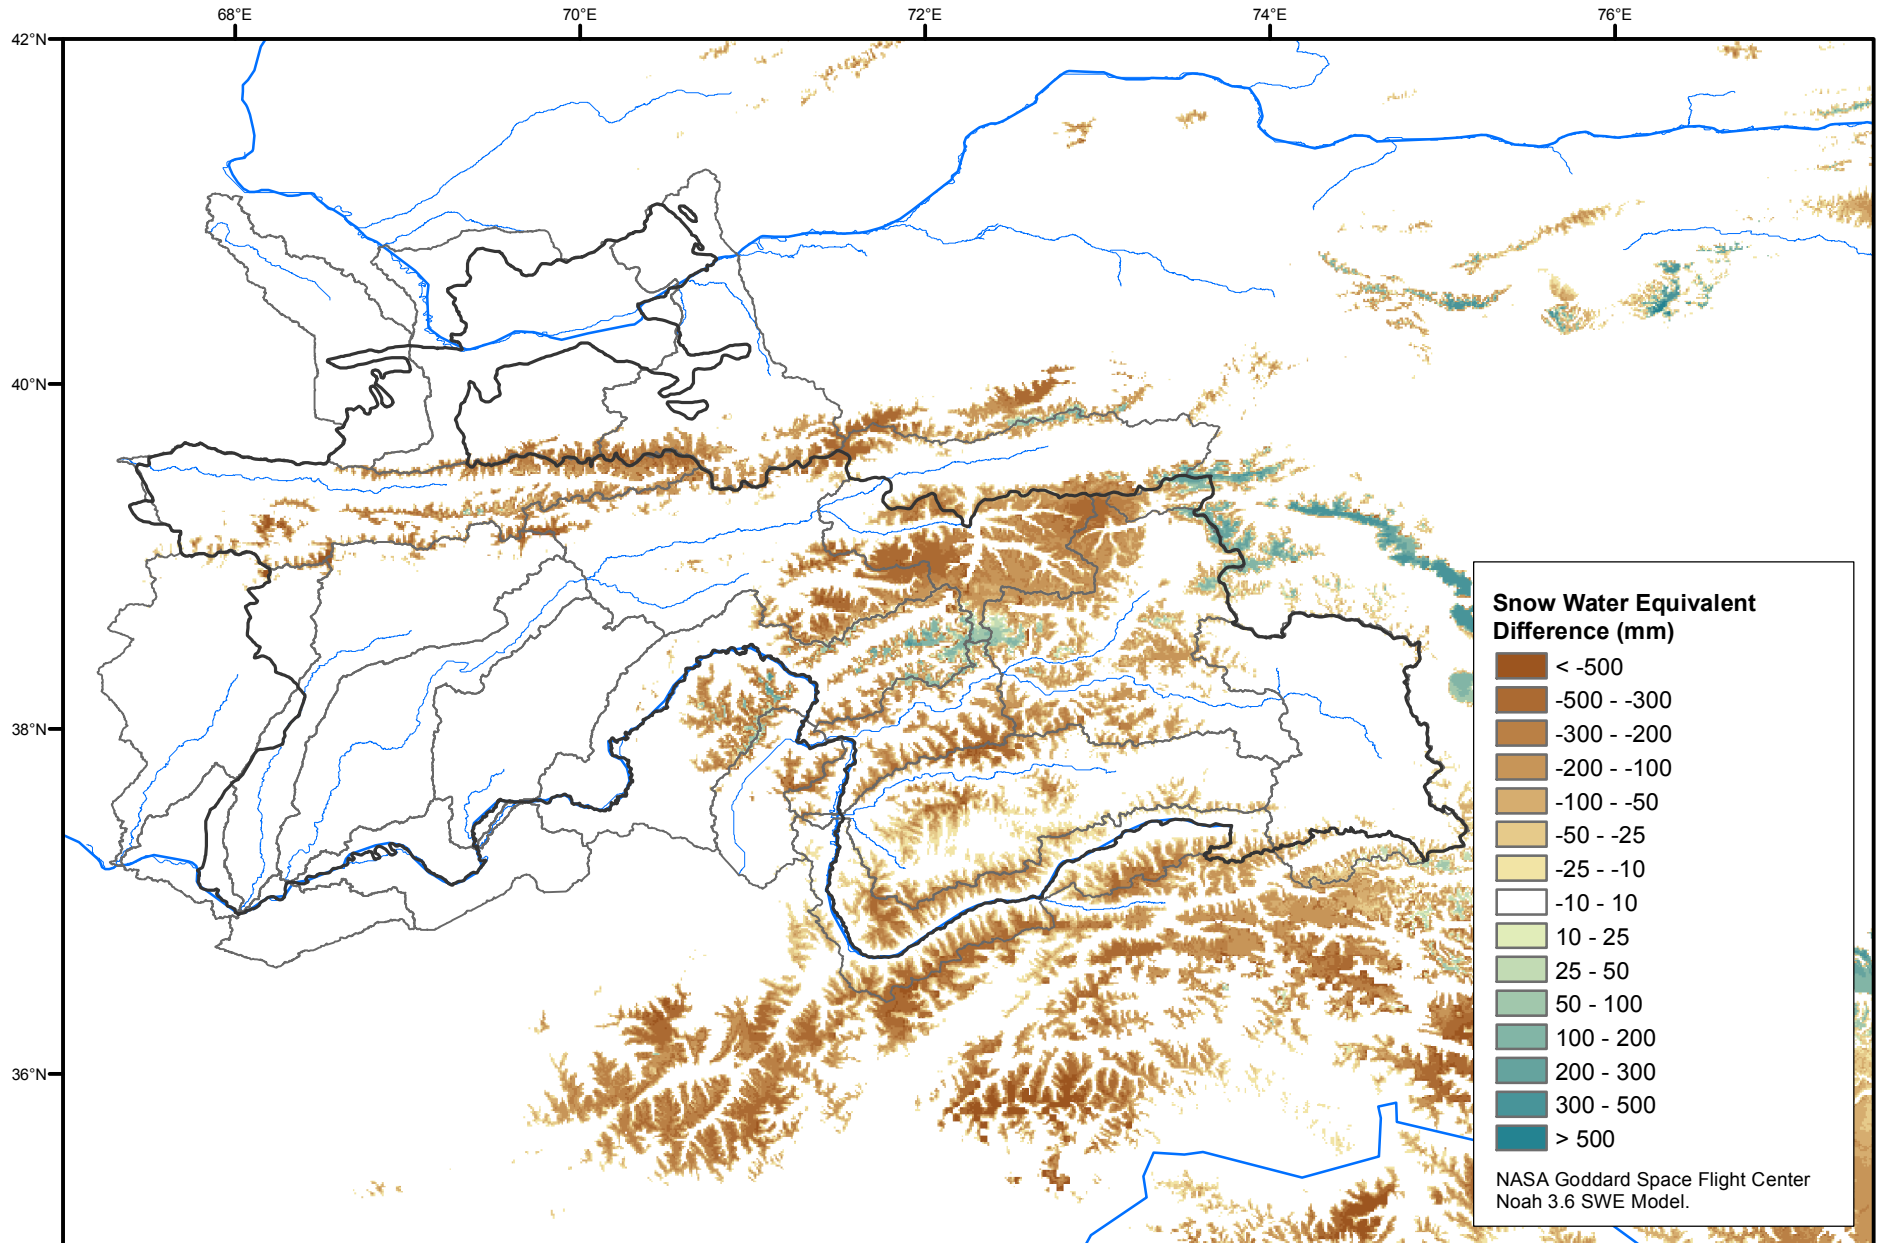 68°E
70°E
72°E
74°E
76°E
42°N
40°N
38°N
36°N
Snow Water Equivalent
Difference (mm)
< -500
-500 - -300
-300 - -200
-200 - -100
-100 - -50
-50 - -25
-25 - -10
-10 - 10
10 - 25
25 - 50
50 - 100
100 - 200
200 - 300
300 - 500
> 500
NASA Goddard Space Flight Center
Noah 3.6 SWE Model.